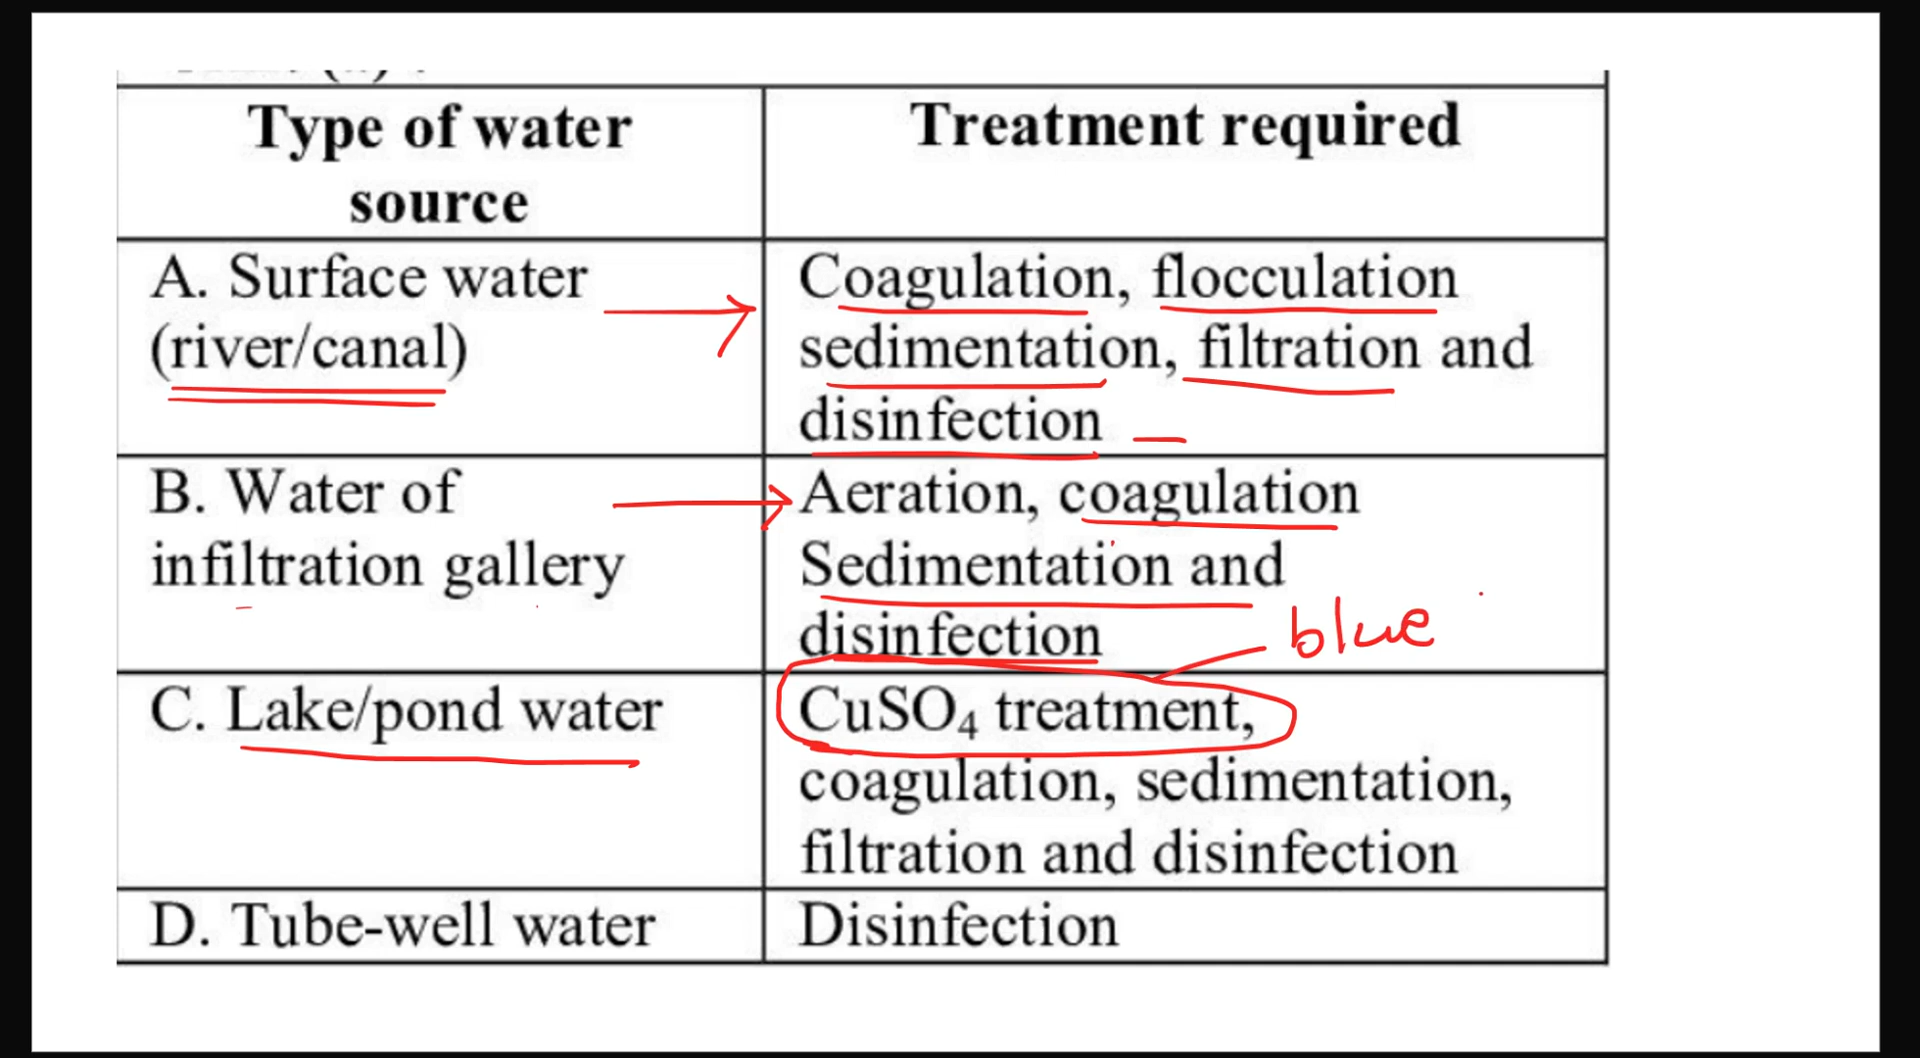 Type of water
source
Treatment required
A. Surface water
(river/canal)
Coagulation, flocculation
sedimentation, filtration and
disinfection
B. Water of
infiltration gallery
Aeration, coagulation
Sedimentation and
disinfection
blue
C. Lake/pond water
CuSO₄ treatment,
coagulation, sedimentation,
filtration and disinfection
D. Tube-well water
Disinfection